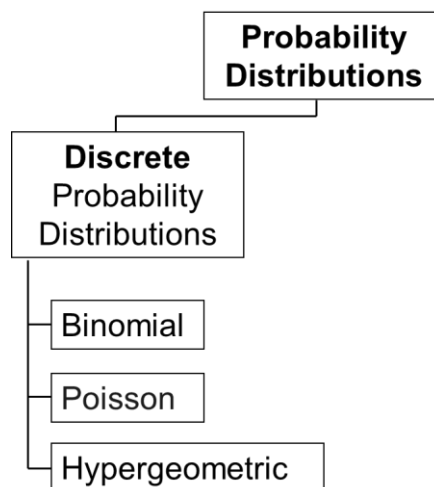 Probability
Distributions
Discrete
Probability
Distributions
Binomial
Poisson
Hypergeometric